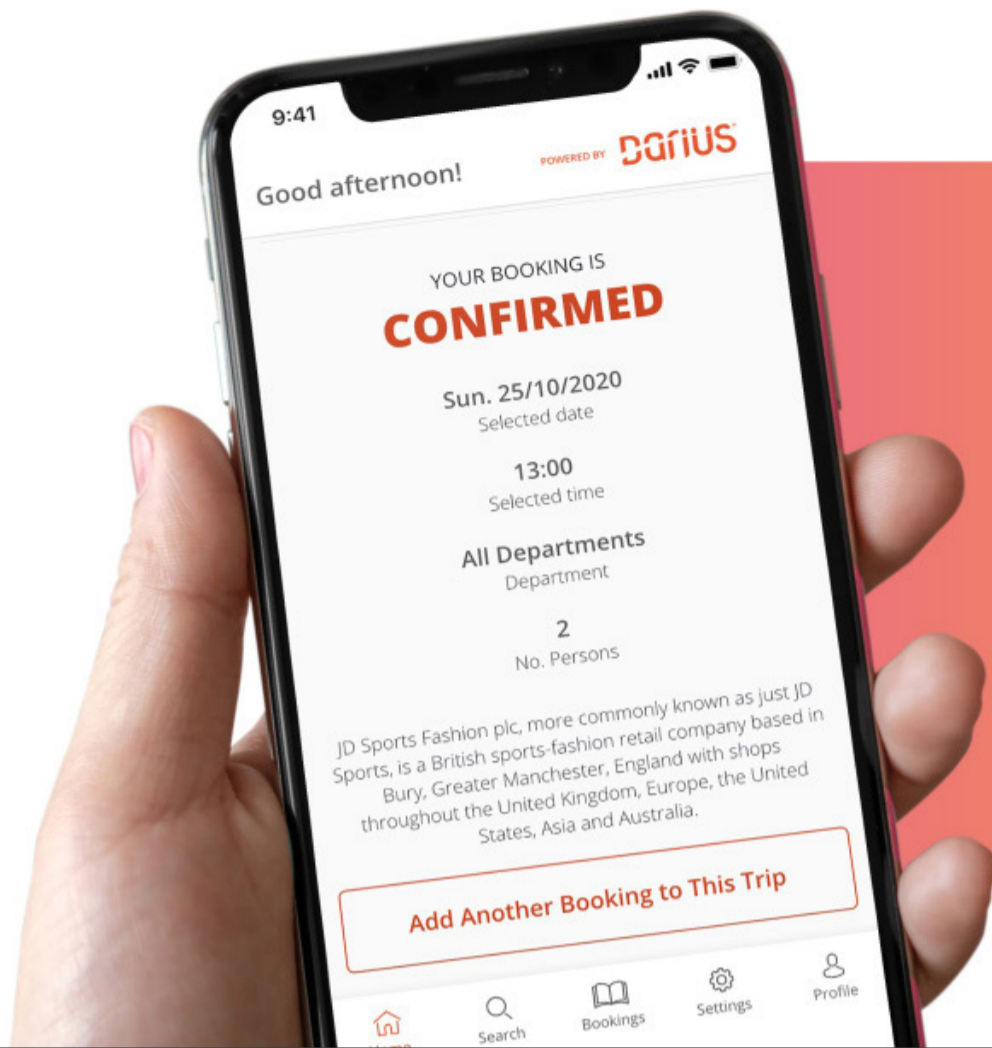 9:41
Good afternoon!
POWERED BY DARIUS
YOUR BOOKING IS
CONFIRMED
Sun. 25/10/2020
Selected date
13:00
Selected time
All Departments
Department
2
No. Persons
JD Sports Fashion plc, more commonly known as just JD
Sports, is a British sports-fashion retail company based in
Bury, Greater Manchester, England with shops
throughout the United Kingdom, Europe, the United
States, Asia and Australia.
Add Another Booking to This Trip
Home Search Bookings Settings Profile